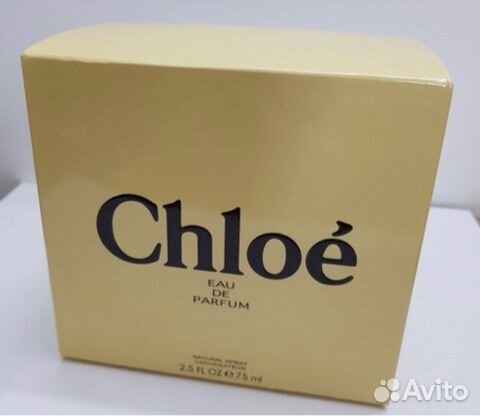 Chloé
EAU
DE
PARFUM
NATURAL SPRAY
VAPORISATEUR
2.5 FL OZ ℮ 75 ml
Avito